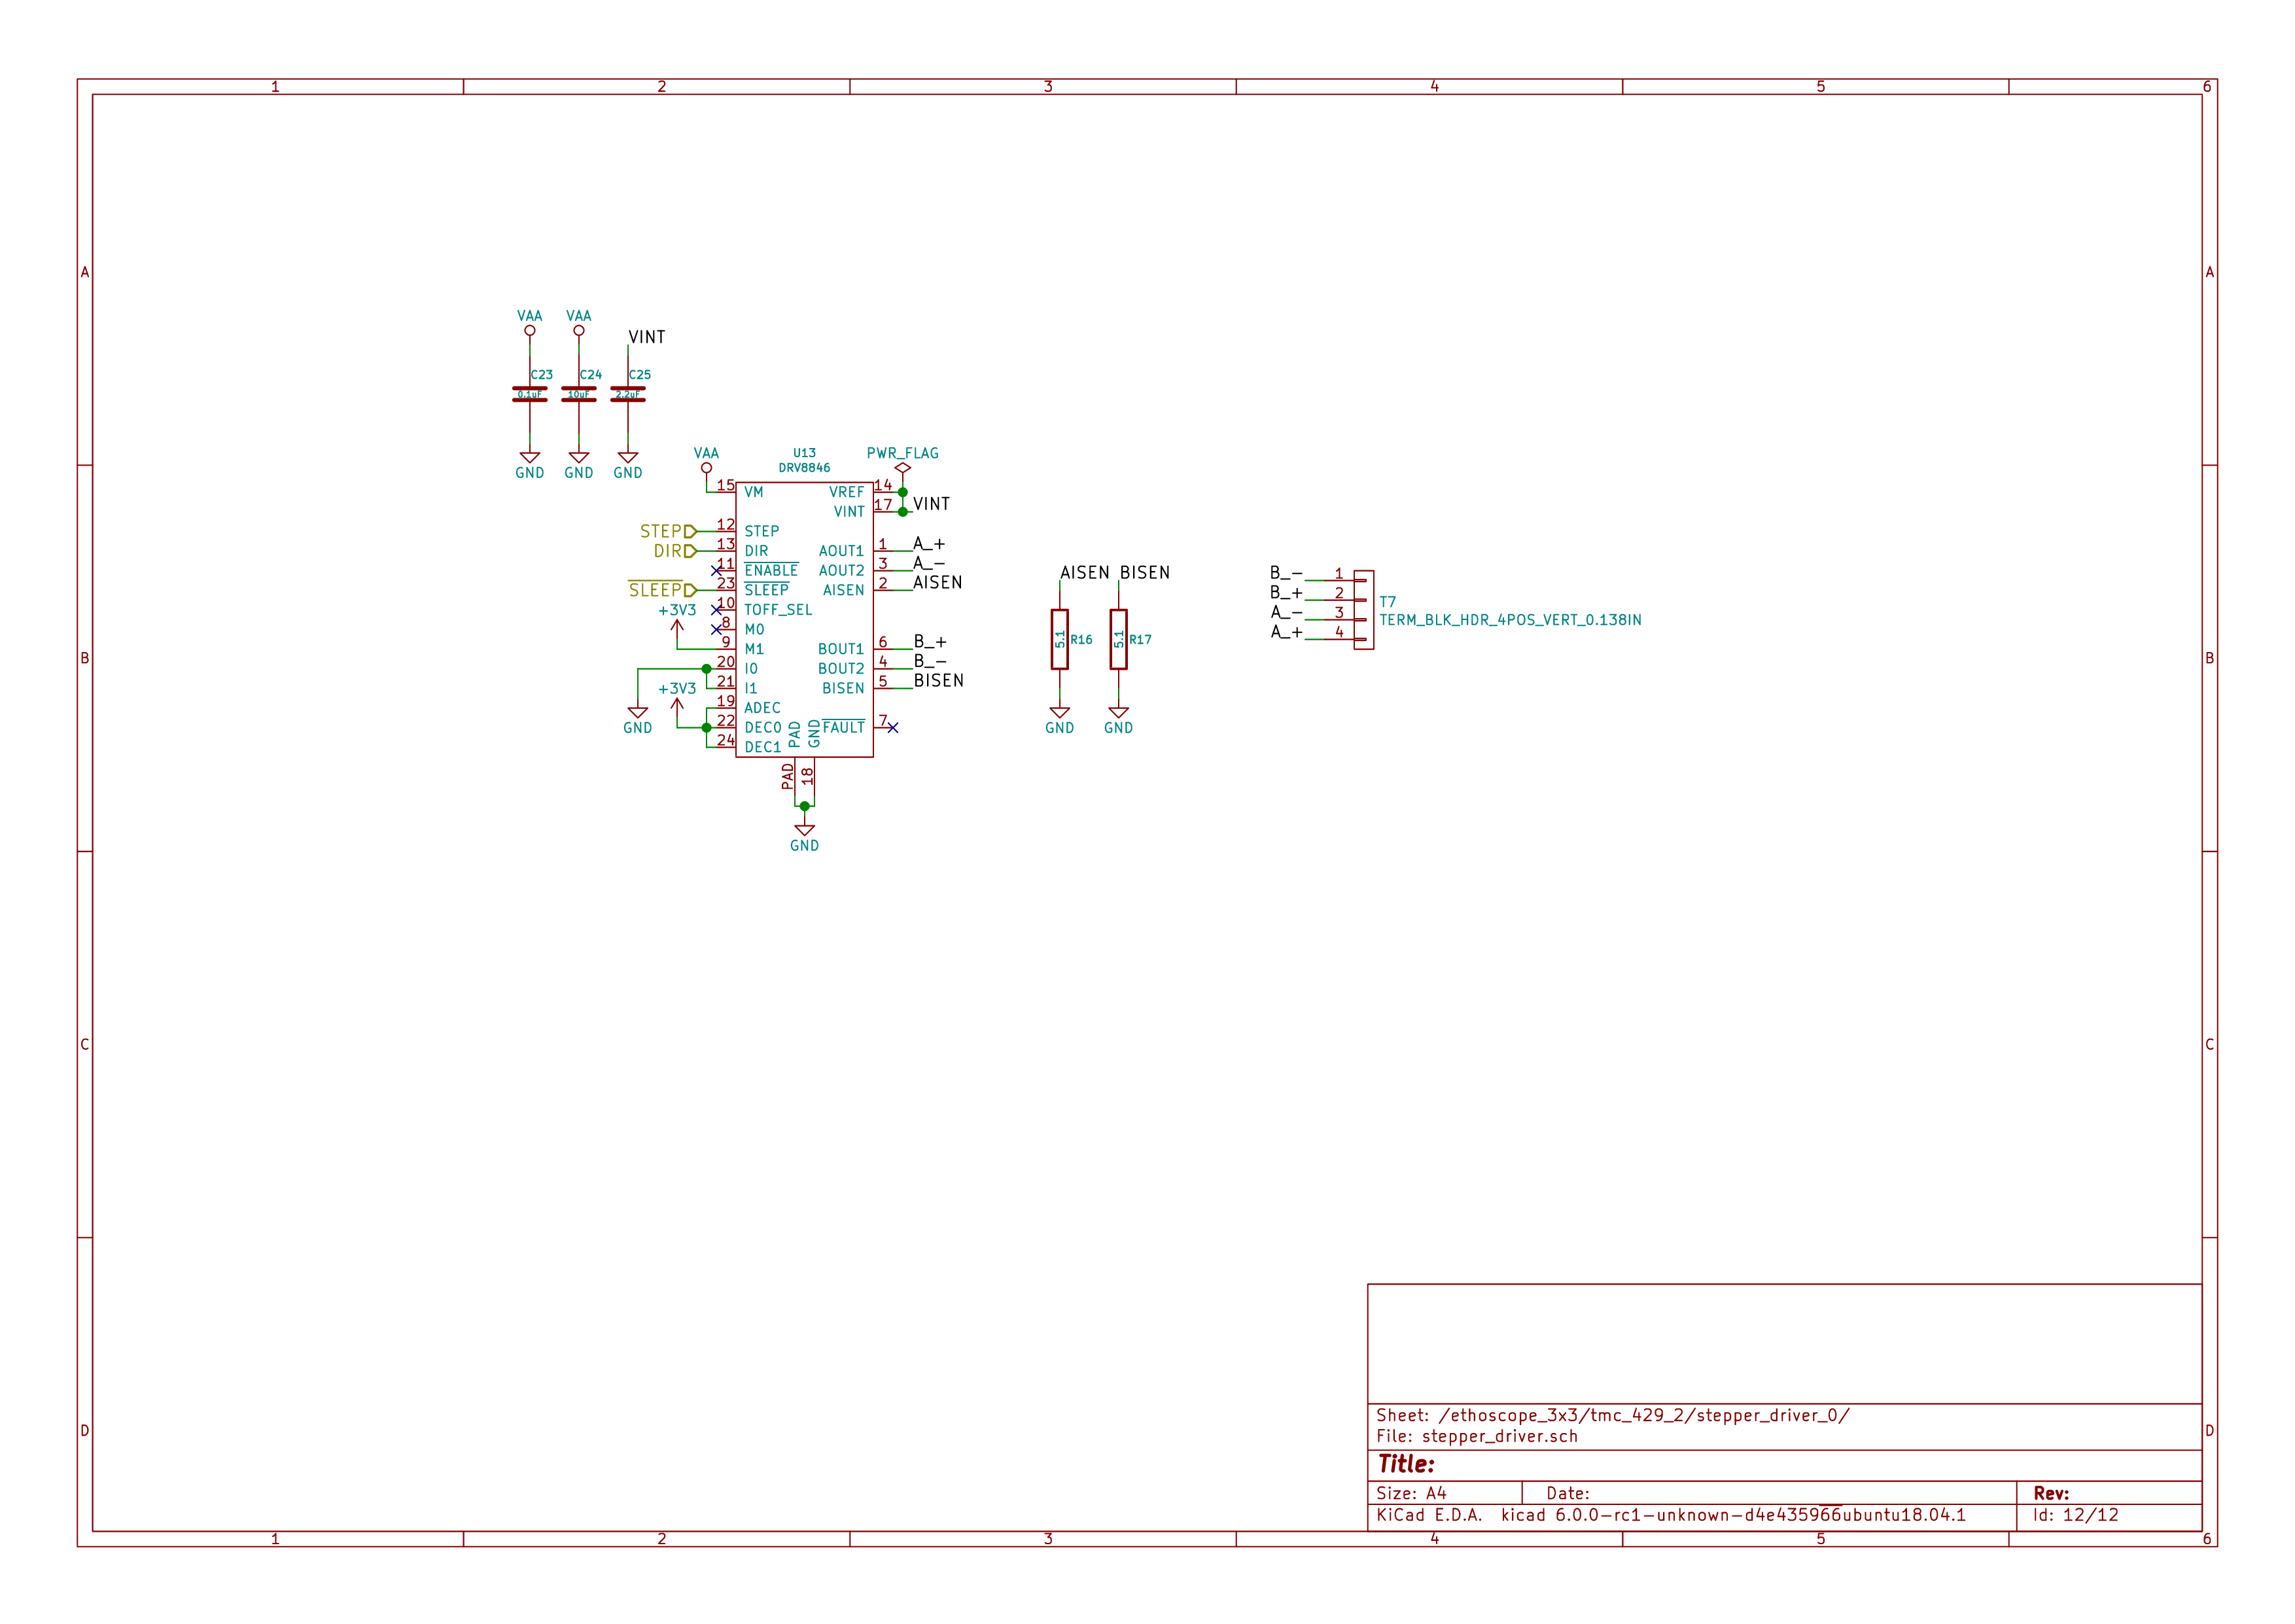 1 2 3 4 5 6
A A
VAA VAA
VINT
C23 C24 C25
0.1uF 10uF 2.2uF
GND GND GND
VAA
U13
DRV8846
PWR_FLAG
15 VM VREF 14
VINT 17 VINT
STEP 12 STEP
DIR 13 DIR AOUT1 1 A_+
11 ENABLE AOUT2 3 A_-
SLEEP 23 SLEEP AISEN 2 AISEN
+3V3 10 TOFF_SEL
8 M0
9 M1 BOUT1 6 B_+
20 I0 BOUT2 4 B_-
+3V3 21 I1 BISEN 5 BISEN
19 ADEC
GND 22 DEC0 PAD GND FAULT 7
24 DEC1
PAD 18
GND
AISEN BISEN
5.1 R16 5.1 R17
GND GND
B_- 1
B_+ 2
A_- 3
A_+ 4
T7
TERM_BLK_HDR_4POS_VERT_0.138IN
B B
C C
D D
Sheet: /ethoscope_3x3/tmc_429_2/stepper_driver_0/
File: stepper_driver.sch
Title:
Size: A4 Date: Rev:
KiCad E.D.A. kicad 6.0.0-rc1-unknown-d4e435966ubuntu18.04.1 Id: 12/12
1 2 3 4 5 6